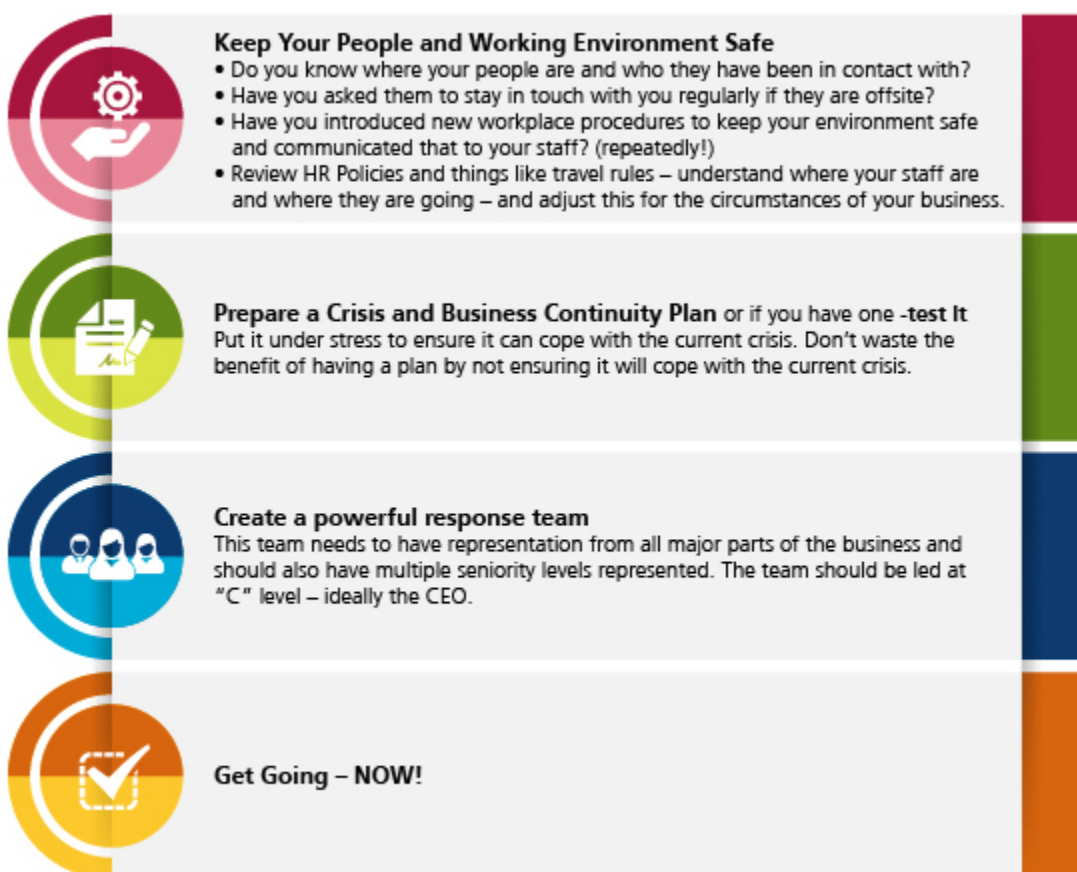 Keep Your People and Working Environment Safe
• Do you know where your people are and who they have been in contact with?
• Have you asked them to stay in touch with you regularly if they are offsite?
• Have you introduced new workplace procedures to keep your environment safe
and communicated that to your staff? (repeatedly!)
• Review HR Policies and things like travel rules – understand where your staff are
and where they are going – and adjust this for the circumstances of your business.
Prepare a Crisis and Business Continuity Plan or if you have one -test It
Put it under stress to ensure it can cope with the current crisis. Don't waste the
benefit of having a plan by not ensuring it will cope with the current crisis.
Create a powerful response team
This team needs to have representation from all major parts of the business and
should also have multiple seniority levels represented. The team should be led at
"C" level – ideally the CEO.
Get Going – NOW!